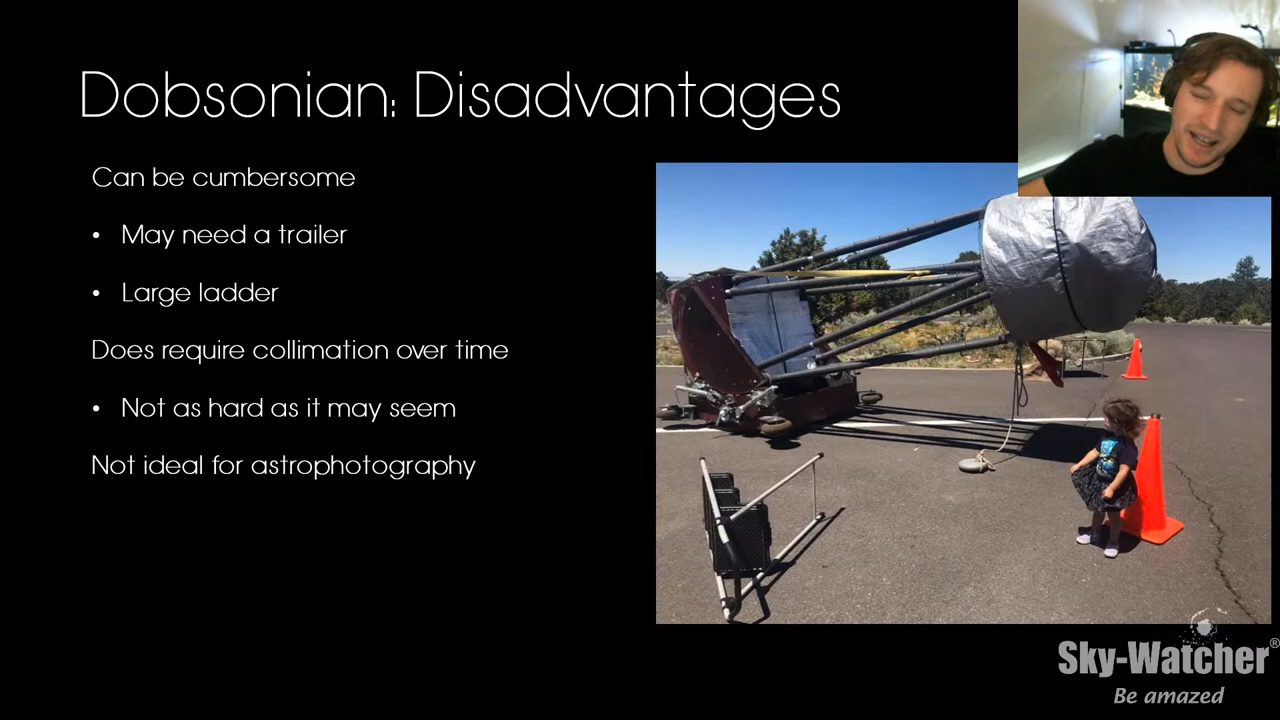 Dobsonian: Disadvantages
Can be cumbersome
• May need a trailer
• Large ladder
Does require collimation over time
• Not as hard as it may seem
Not ideal for astrophotography
Sky-Watcher®
Be amazed